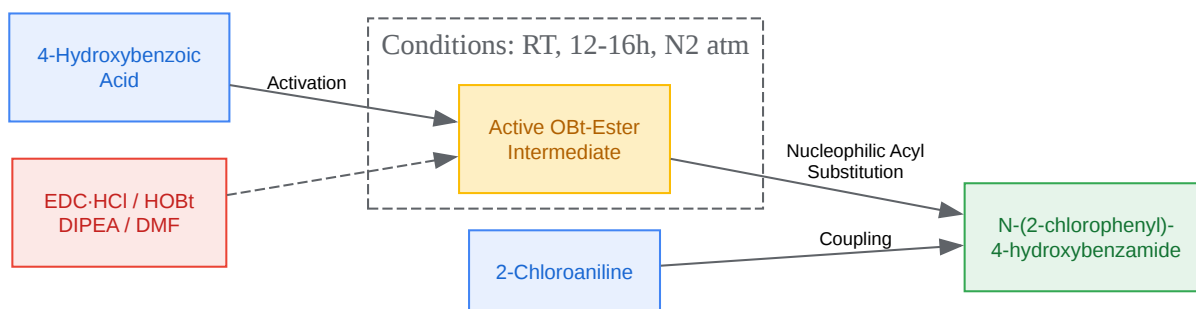 4-Hydroxybenzoic
Acid
Activation
Conditions: RT, 12-16h, N2 atm
Active OBt-Ester
Intermediate
EDC·HCl / HOBt
DIPEA / DMF
Nucleophilic Acyl
Substitution
2-Chloroaniline
Coupling
N-(2-chlorophenyl)-
4-hydroxybenzamide